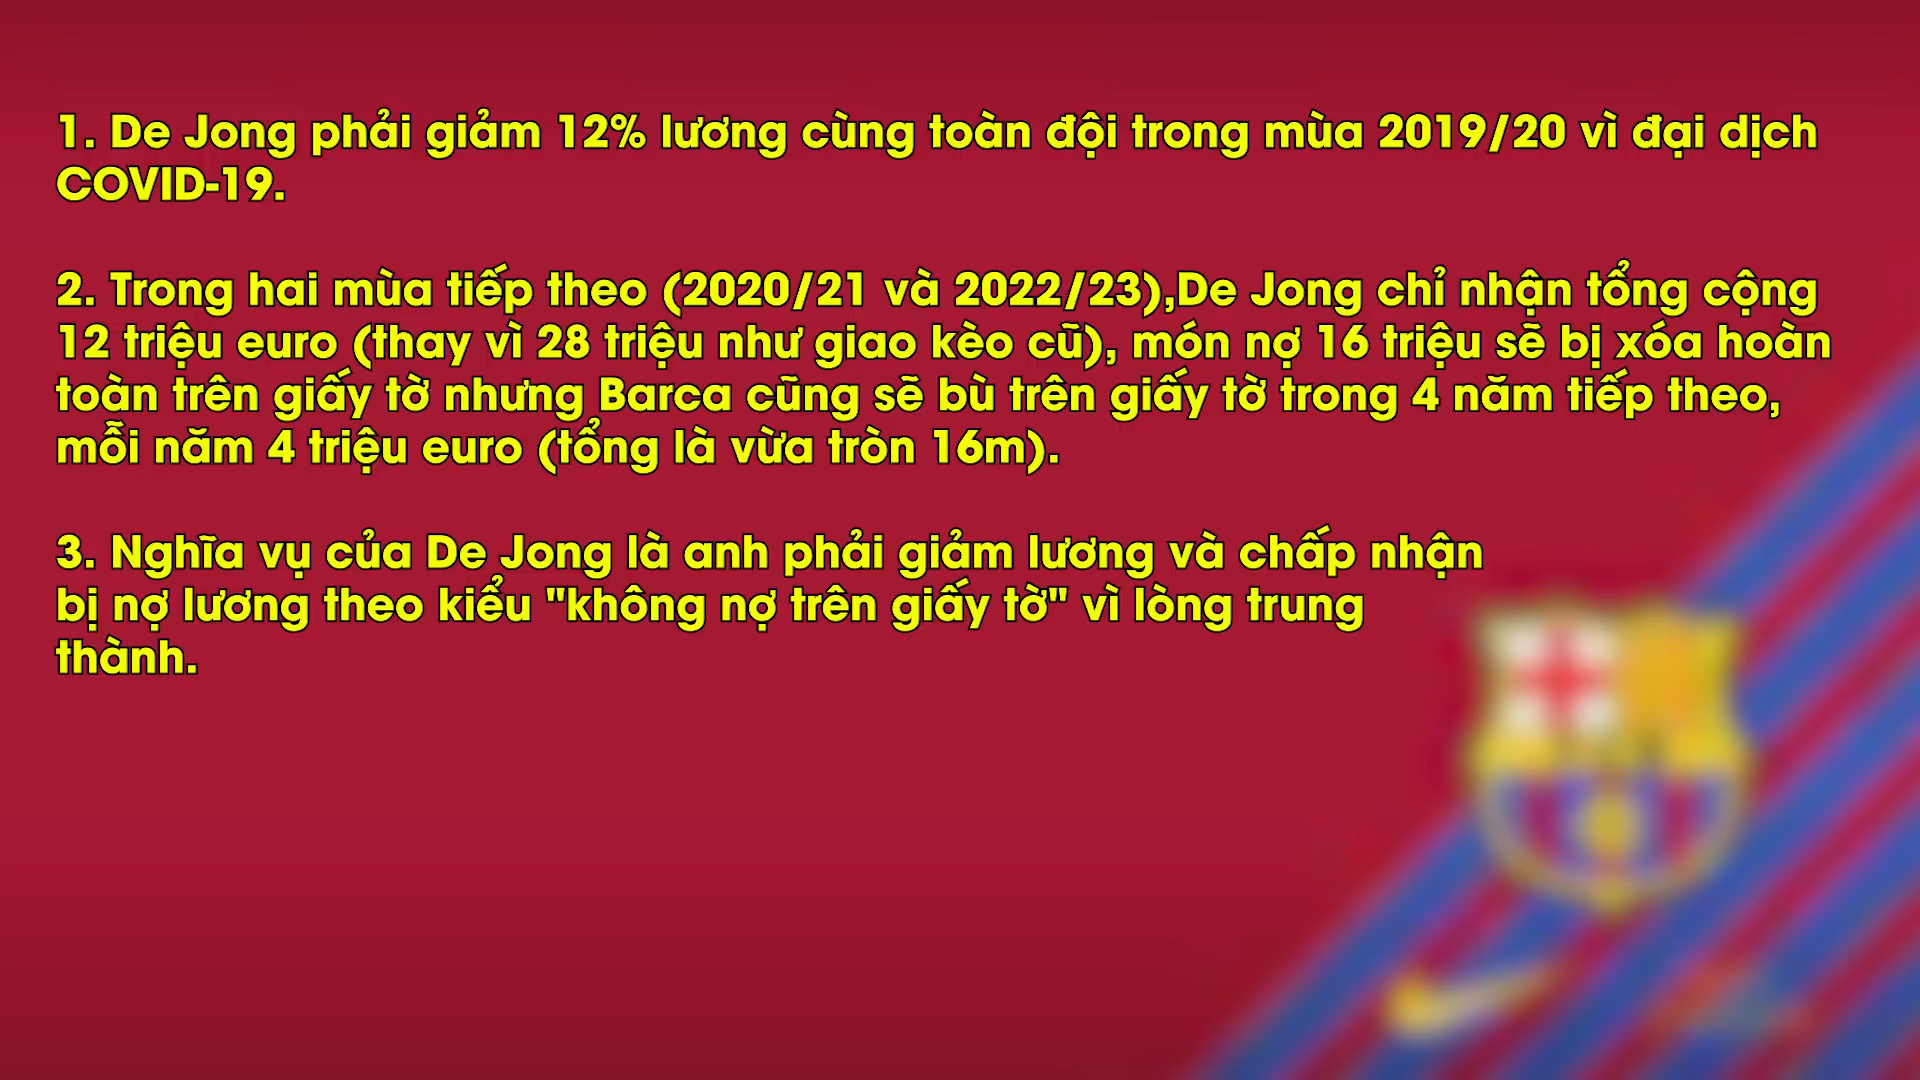 1. De Jong phải giảm 12% lương cùng toàn đội trong mùa 2019/20 vì đại dịch
COVID-19.
2. Trong hai mùa tiếp theo (2020/21 và 2022/23),De Jong chỉ nhận tổng cộng
12 triệu euro (thay vì 28 triệu như giao kèo cũ), món nợ 16 triệu sẽ bị xóa hoàn
toàn trên giấy tờ nhưng Barca cũng sẽ bù trên giấy tờ trong 4 năm tiếp theo,
mỗi năm 4 triệu euro (tổng là vừa tròn 16m).
3. Nghĩa vụ của De Jong là anh phải giảm lương và chấp nhận
bị nợ lương theo kiểu "không nợ trên giấy tờ" vì lòng trung
thành.